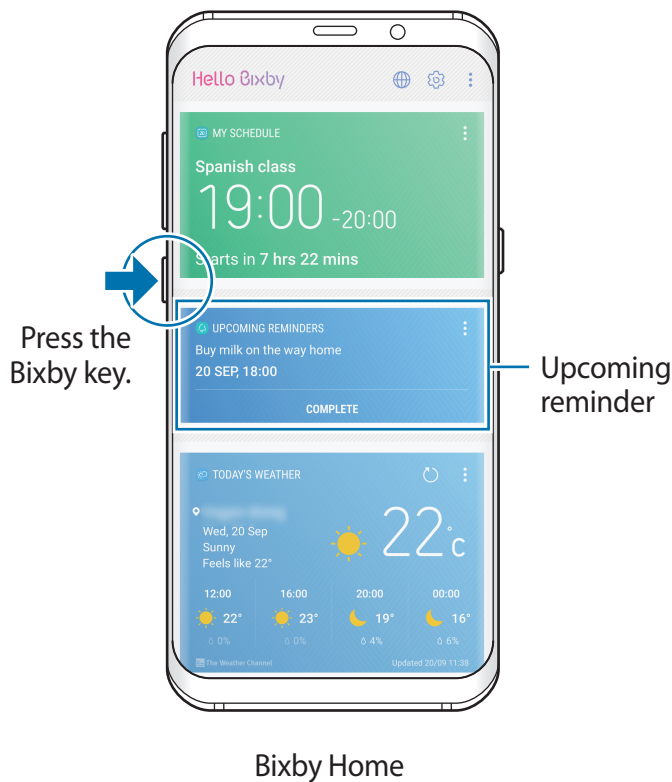 Hello Bixby
MY SCHEDULE
Spanish class
19:00 -20:00
Starts in 7 hrs 22 mins
Press the
Bixby key.
UPCOMING REMINDERS
Buy milk on the way home
20 SEP, 18:00
COMPLETE
Upcoming
reminder
TODAY'S WEATHER
Wed, 20 Sep
Sunny
Feels like 22°
22°c
12:00 16:00 20:00 00:00
22° 23° 19° 16°
0% 0% 4% 6%
The Weather Channel Updated 20/09 11:38
Bixby Home